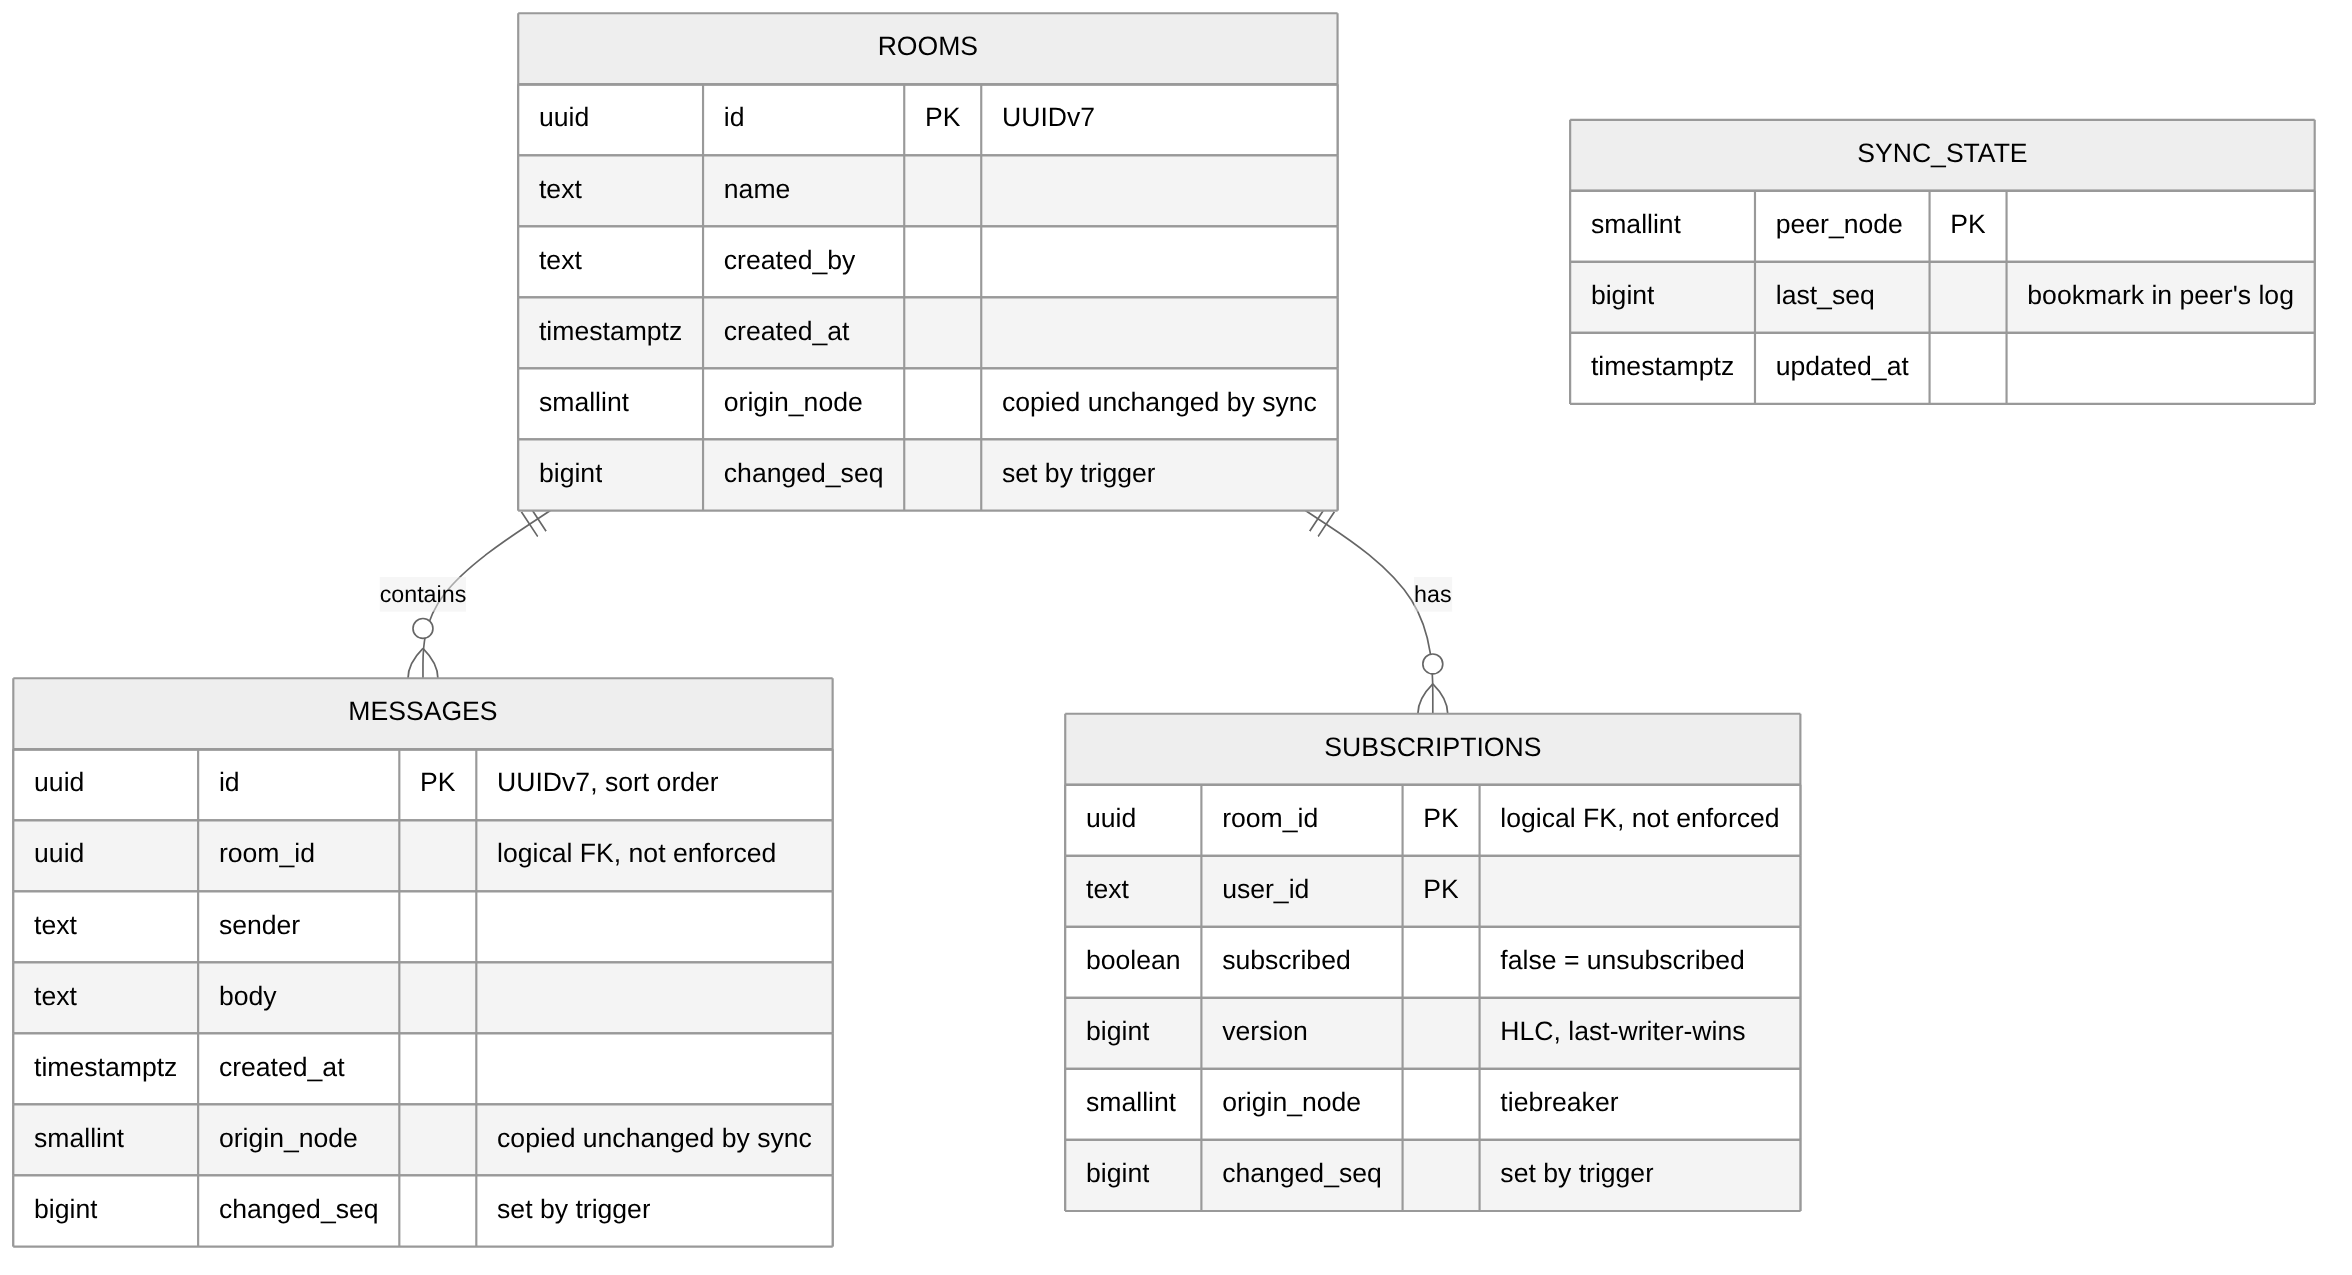 ROOMS
uuid id PK UUIDv7
text name
text created_by
timestamptz created_at
smallint origin_node copied unchanged by sync
bigint changed_seq set by trigger
SYNC_STATE
smallint peer_node PK
bigint last_seq bookmark in peer's log
timestamptz updated_at
contains
has
MESSAGES
uuid id PK UUIDv7, sort order
uuid room_id logical FK, not enforced
text sender
text body
timestamptz created_at
smallint origin_node copied unchanged by sync
bigint changed_seq set by trigger
SUBSCRIPTIONS
uuid room_id PK logical FK, not enforced
text user_id PK
boolean subscribed false = unsubscribed
bigint version HLC, last-writer-wins
smallint origin_node tiebreaker
bigint changed_seq set by trigger